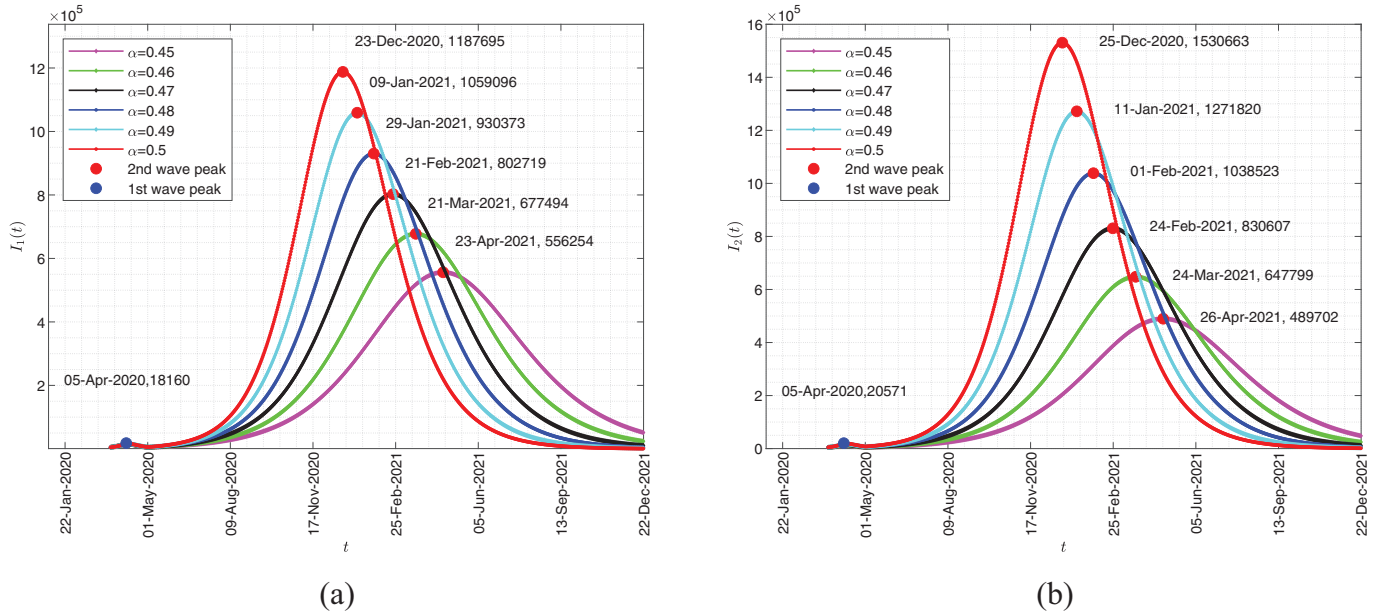 ×10⁵
α=0.45
α=0.46
α=0.47
α=0.48
α=0.49
α=0.5
2nd wave peak
1st wave peak
23-Dec-2020, 1187695
09-Jan-2021, 1059096
29-Jan-2021, 930373
21-Feb-2021, 802719
21-Mar-2021, 677494
23-Apr-2021, 556254
05-Apr-2020,18160
12
10
8
6
4
2
I₁(t)
22-Jan-2020
01-May-2020
09-Aug-2020
17-Nov-2020
25-Feb-2021
05-Jun-2021
13-Sep-2021
22-Dec-2021
t
(a)
×10⁵
α=0.45
α=0.46
α=0.47
α=0.48
α=0.49
α=0.5
2nd wave peak
1st wave peak
25-Dec-2020, 1530663
11-Jan-2021, 1271820
01-Feb-2021, 1038523
24-Feb-2021, 830607
24-Mar-2021, 647799
26-Apr-2021, 489702
05-Apr-2020,20571
16
14
12
10
8
6
4
2
0
I₂(t)
22-Jan-2020
01-May-2020
09-Aug-2020
17-Nov-2020
25-Feb-2021
05-Jun-2021
13-Sep-2021
22-Dec-2021
t
(b)